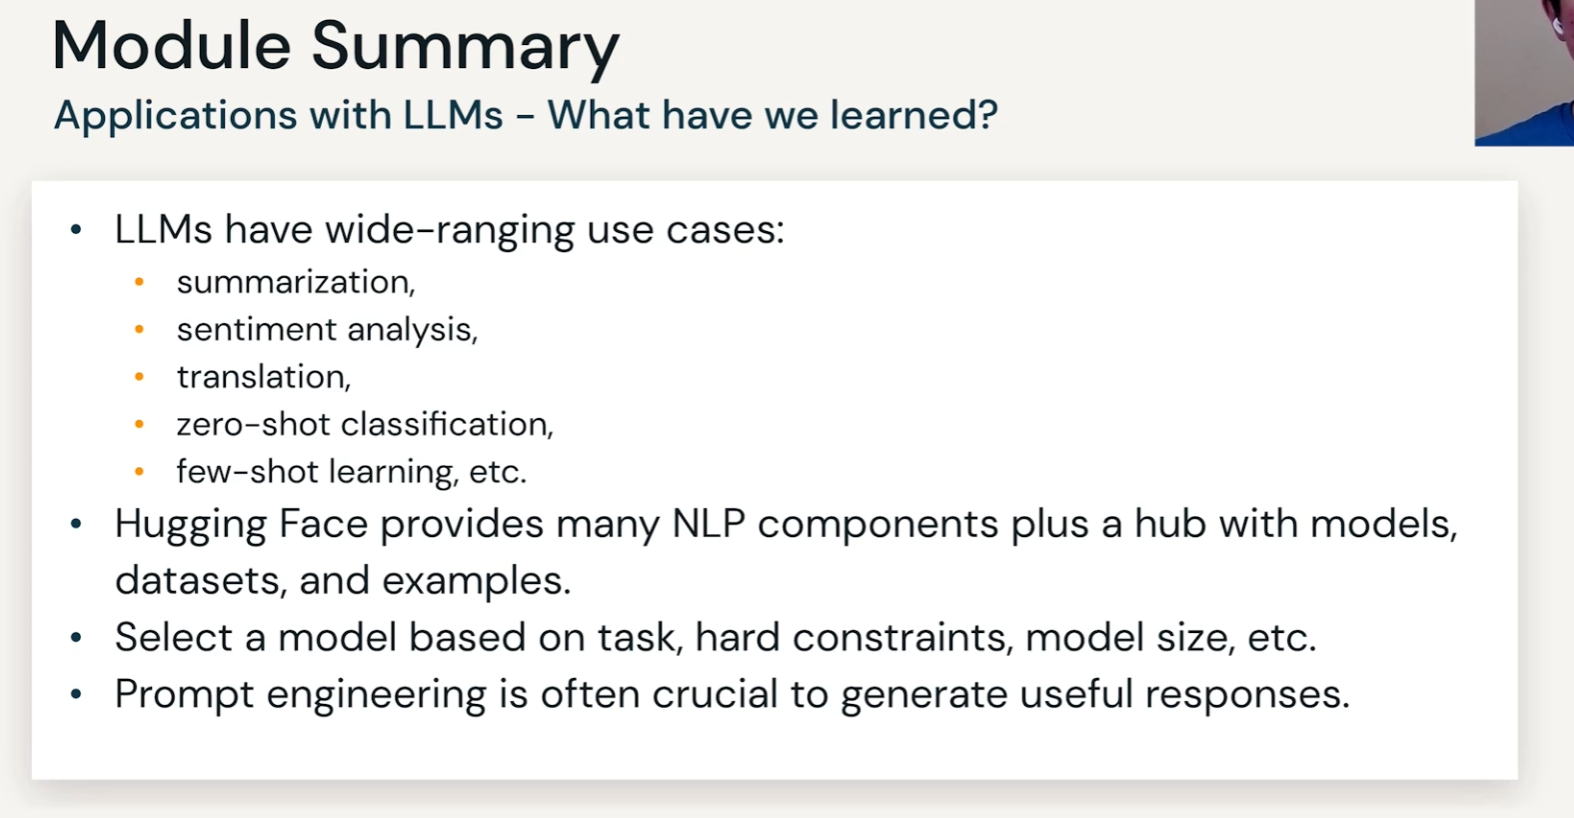 Module Summary
Applications with LLMs - What have we learned?
• LLMs have wide-ranging use cases:
• summarization,
• sentiment analysis,
• translation,
• zero-shot classification,
• few-shot learning, etc.
• Hugging Face provides many NLP components plus a hub with models,
datasets, and examples.
• Select a model based on task, hard constraints, model size, etc.
• Prompt engineering is often crucial to generate useful responses.